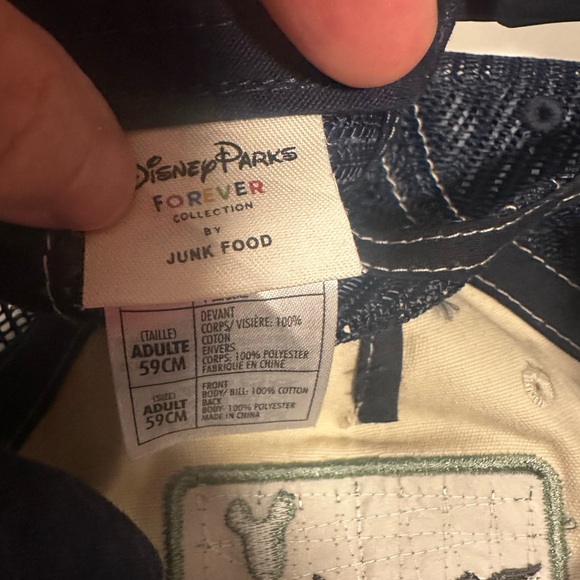 Disney Parks
FOREVER
COLLECTION
BY
JUNK FOOD
(TAILLE)
ADULTE
59CM
DEVANT
CORPS/ VISIÈRE: 100%
COTON
ENVERS
CORPS: 100% POLYESTER
FABRIQUÉ EN CHINE
(SIZE)
ADULT
59CM
FRONT
BODY/ BILL: 100% COTTON
BACK
BODY: 100% POLYESTER
MADE IN CHINA